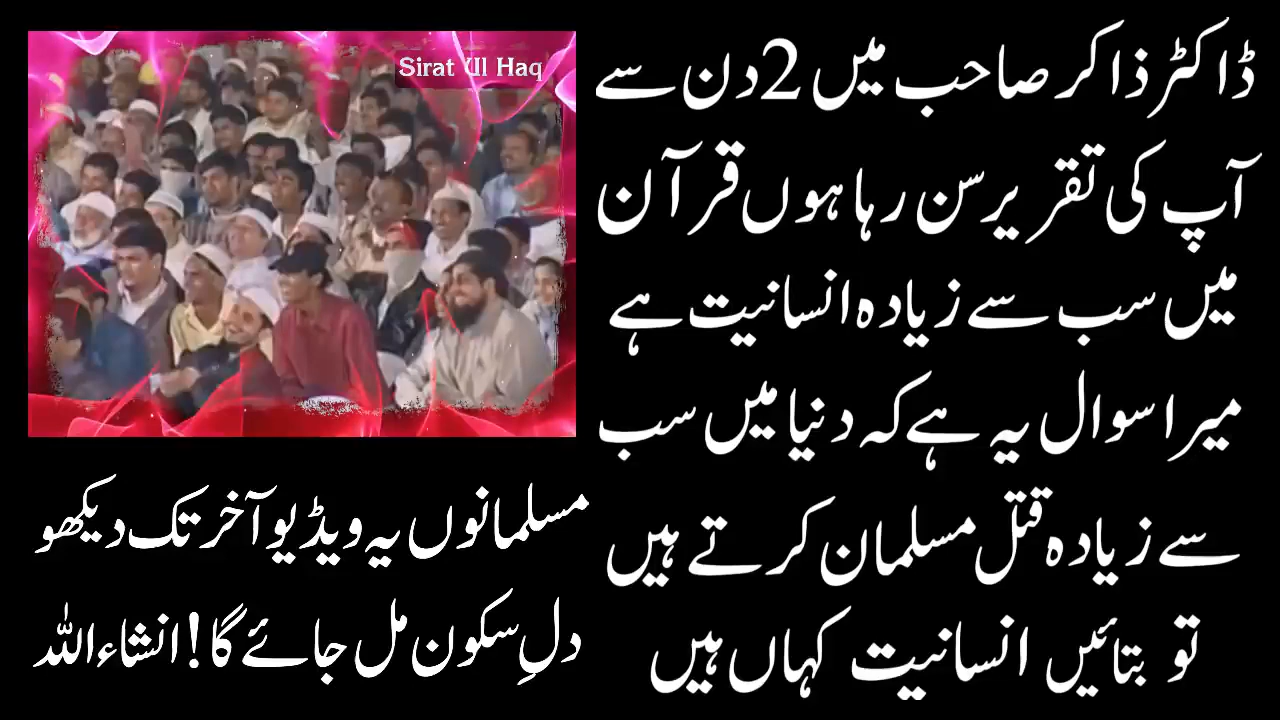 Sirat Ul Haq
ڈاکٹر ذاکر صاحب میں 2 دن سے
آپ کی تقریر سن رہا ہوں قرآن
میں سب سے زیادہ انسانیت ہے
میرا سوال یہ ہے کہ دنیا میں سب
سے زیادہ قتل مسلمان کرتے ہیں
تو بتائیں انسانیت کہاں ہیں
مسلمانوں یہ ویڈیو آخر تک دیکھو
دلِ سکون مل جائے گا! انشاء اللہ